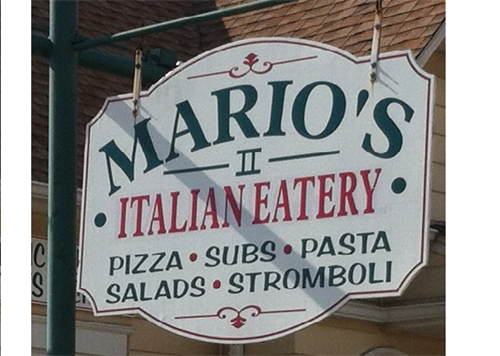 MARIO'S
II
ITALIAN EATERY
PIZZA • SUBS • PASTA
SALADS • STROMBOLI